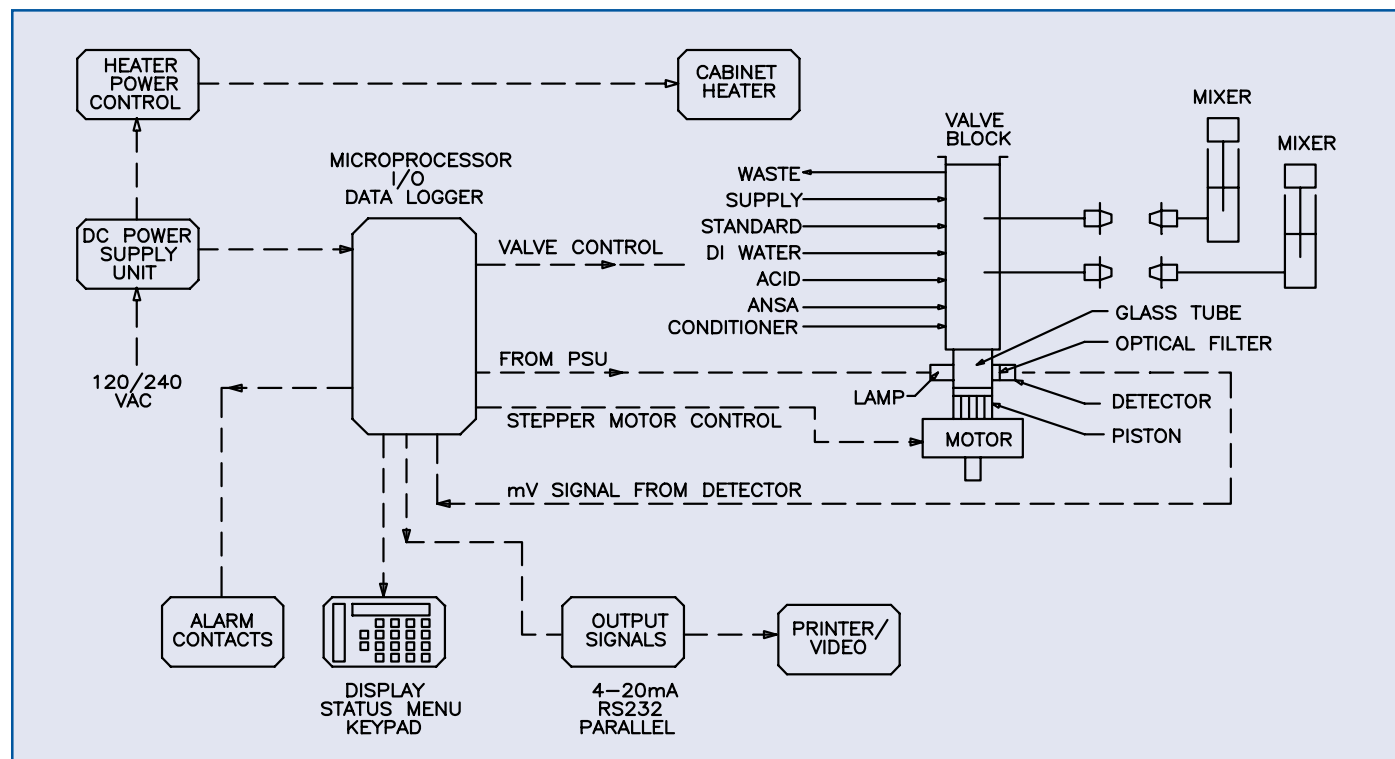 HEATER
POWER
CONTROL
CABINET
HEATER
MIXER
MIXER
VALVE
BLOCK
MICROPROCESSOR
I/O
DATA LOGGER
WASTE
SUPPLY
STANDARD
DI WATER
ACID
ANSA
CONDITIONER
DC POWER
SUPPLY
UNIT
VALVE CONTROL
GLASS TUBE
OPTICAL FILTER
FROM PSU
120/240
VAC
LAMP
DETECTOR
STEPPER MOTOR CONTROL
MOTOR
PISTON
mV SIGNAL FROM DETECTOR
ALARM
CONTACTS
OUTPUT
SIGNALS
PRINTER/
VIDEO
DISPLAY
STATUS MENU
KEYPAD
4-20mA
RS232
PARALLEL